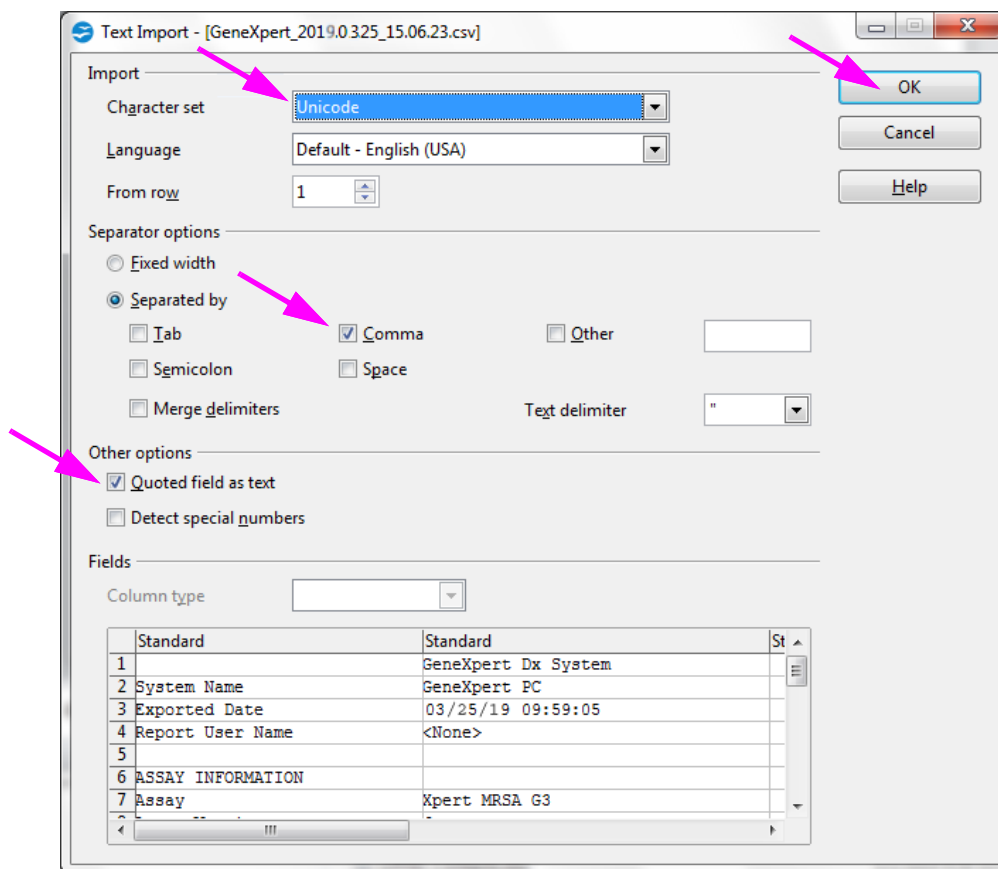 Text Import - [GeneXpert_2019.0325_15.06.23.csv]
Import
Character set Unicode OK
Language Default - English (USA) Cancel
From row 1 Help
Separator options
Fixed width
Separated by
Tab Comma Other
Semicolon Space
Merge delimiters Text delimiter "
Other options
Quoted field as text
Detect special numbers
Fields
Column type
Standard Standard St
1 GeneXpert Dx System
2 System Name GeneXpert PC
3 Exported Date 03/25/19 09:59:05
4 Report User Name <None>
5
6 ASSAY INFORMATION
7 Assay Xpert MRSA G3